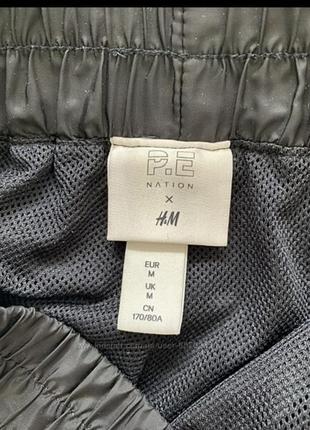 P.E
NATION
×
H&M
EUR
M
UK
M
CN
170/80A